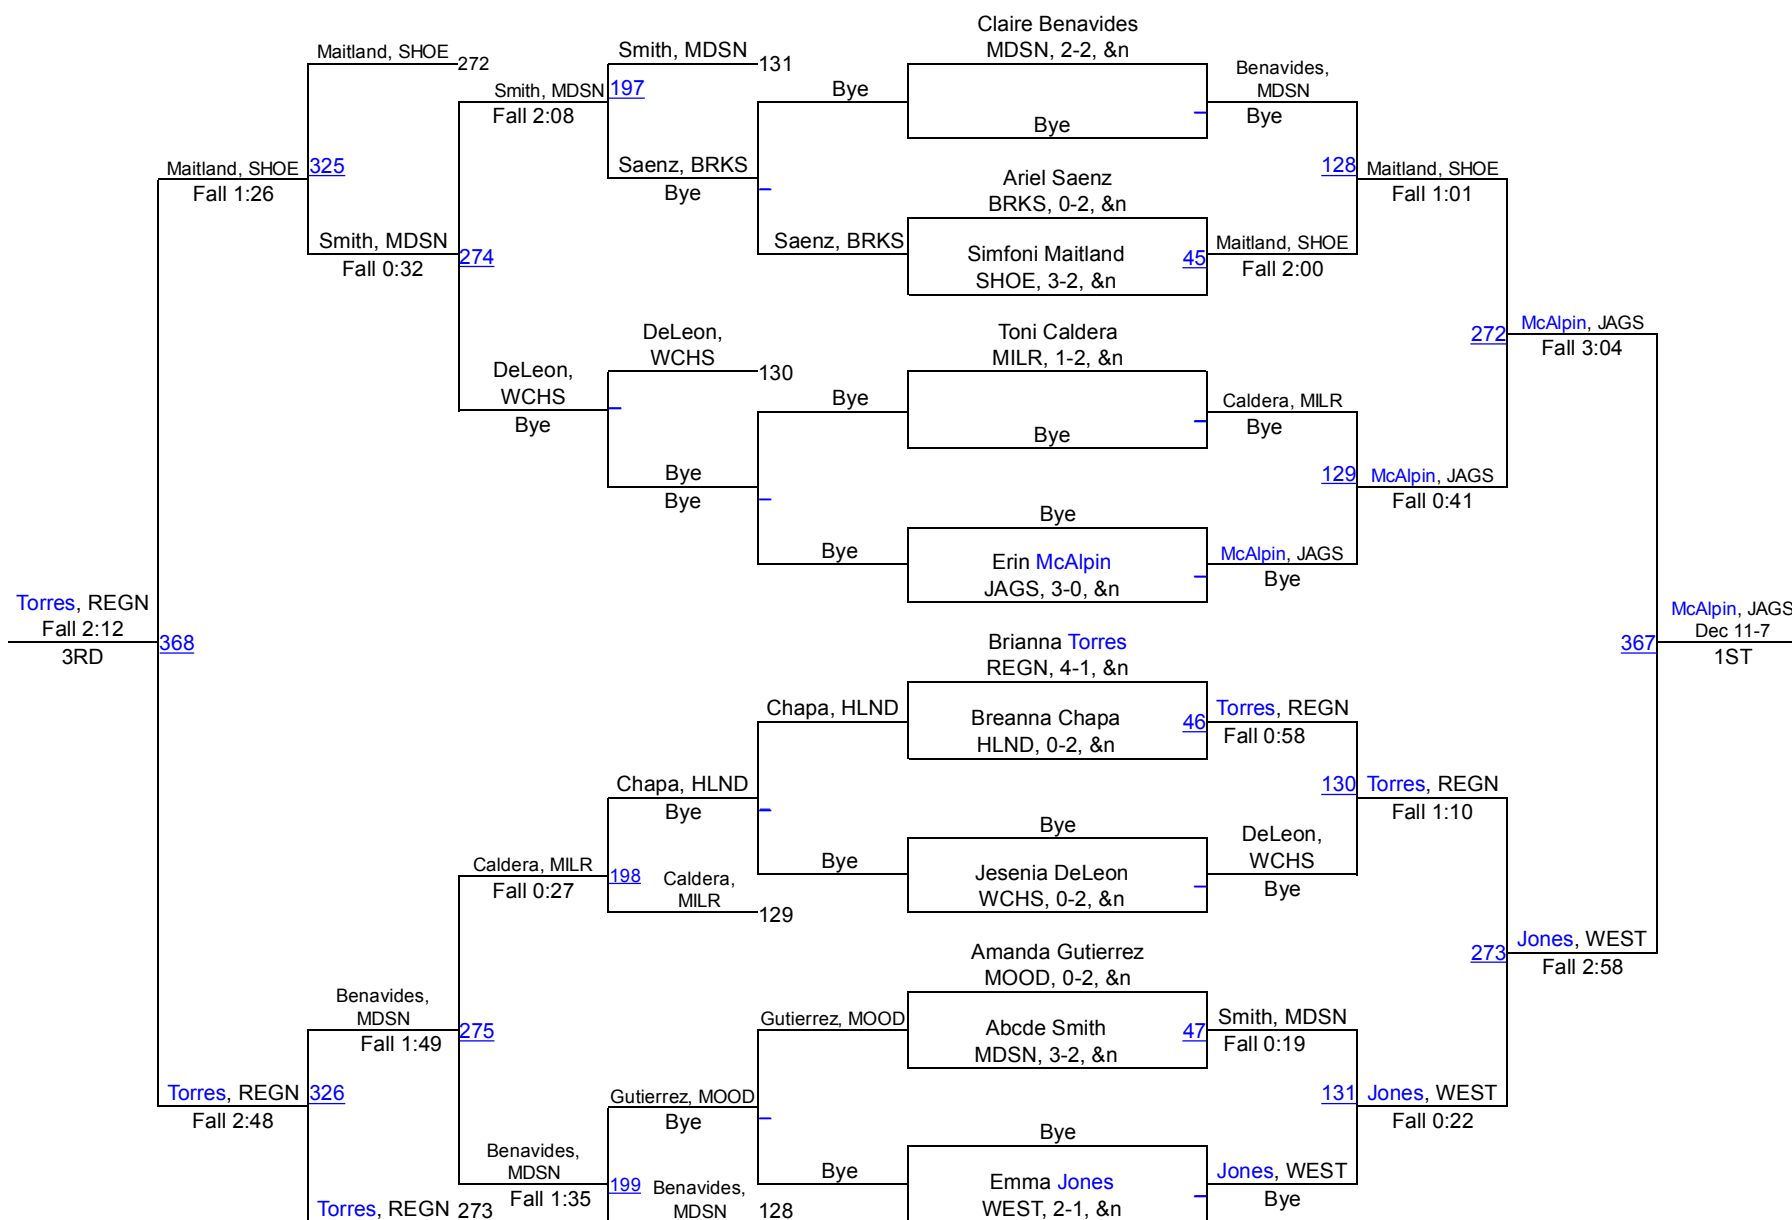 Claire Benavides
MDSN, 2-2, &n
Maitland, SHOE
272
Smith, MDSN
131
Benavides,
MDSN
Bye
Smith, MDSN
197
Bye
Fall 2:08
Bye
Maitland, SHOE
325
Saenz, BRKS
Bye
Ariel Saenz
BRKS, 0-2, &n
128
Maitland, SHOE
Fall 1:26
Fall 1:01
Smith, MDSN
Fall 0:32
274
Saenz, BRKS
Simfoni Maitland
SHOE, 3-2, &n
45
Maitland, SHOE
Fall 2:00
DeLeon,
WCHS
130
Toni Caldera
MILR, 1-2, &n
272
McAlpin, JAGS
Fall 3:04
DeLeon,
WCHS
Bye
Bye
Bye
Caldera, MILR
Bye
Bye
Bye
129
McAlpin, JAGS
Fall 0:41
Bye
Bye
Erin McAlpin
JAGS, 3-0, &n
McAlpin, JAGS
Bye
Torres, REGN
Fall 2:12
3RD
368
Brianna Torres
REGN, 4-1, &n
367
McAlpin, JAGS
Dec 11-7
1ST
Chapa, HLND
Breanna Chapa
HLND, 0-2, &n
46
Torres, REGN
Fall 0:58
Chapa, HLND
Bye
130
Torres, REGN
Fall 1:10
Bye
Caldera, MILR
Fall 0:27
198
Caldera,
MILR
129
Bye
Jesenia DeLeon
WCHS, 0-2, &n
DeLeon,
WCHS
Bye
Amanda Gutierrez
MOOD, 0-2, &n
273
Jones, WEST
Fall 2:58
Benavides,
MDSN
Fall 1:49
275
Gutierrez, MOOD
Abcde Smith
MDSN, 3-2, &n
47
Smith, MDSN
Fall 0:19
Torres, REGN
Fall 2:48
326
Gutierrez, MOOD
Bye
131
Jones, WEST
Fall 0:22
Bye
Benavides,
MDSN
Fall 1:35
199
Benavides,
MDSN
128
Bye
Emma Jones
WEST, 2-1, &n
Jones, WEST
Bye
Torres, REGN
273